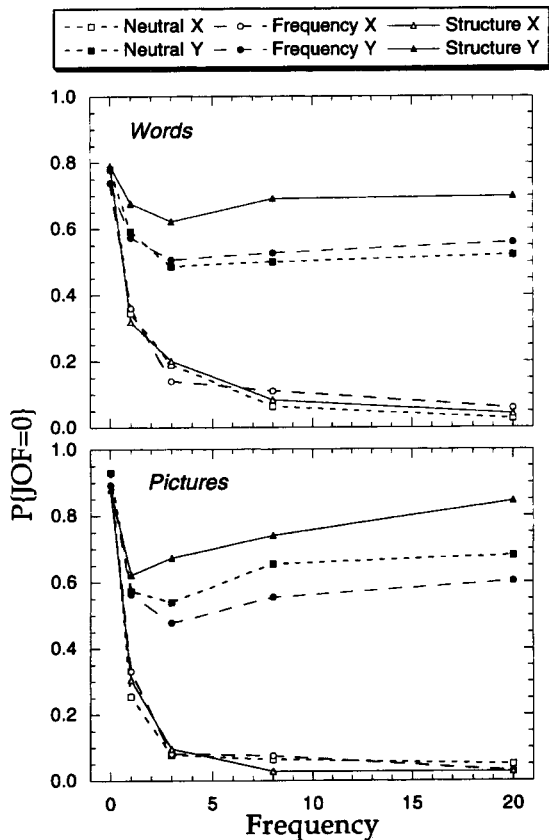 Neutral X Frequency X Structure X
Neutral Y Frequency Y Structure Y
1.0
Words
0.8
0.6
0.4
0.2
0.0
1.0
Pictures
0.8
0.6
0.4
0.2
0.0
P{JOF=0}
0 5 10 15 20
Frequency